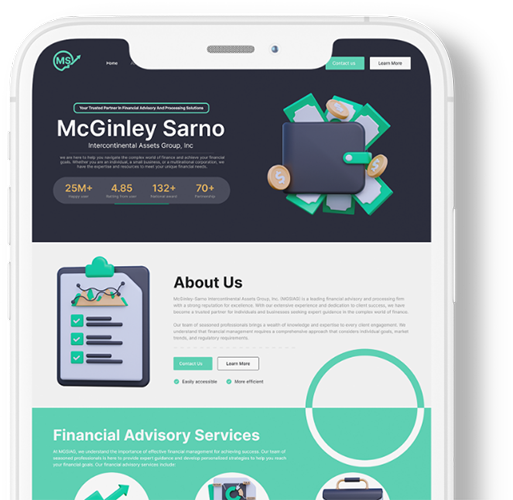 MS
Home
Contact us
Learn More
Your Trusted Partner In Financial Advisory And Processing Solutions
McGinley Sarno
Intercontinental Assets Group, Inc
we are here to help you navigate the complex world of finance and achieve your financial
goals. Whether you are an individual, a small business, or a multinational corporation, we
have the expertise and resources to meet your unique financial needs.
25M+ 4.85 132+ 70+
Happy user
About Us
McGinley-Sarno Intercontinental Assets Group, Inc. (MOSIAG) is a leading financial advisory and processing firm
with a strong reputation for excellence. With our extensive experience and dedication to client success, we have
become a trusted partner for individuals and businesses seeking expert guidance in the complex world of finance.
Our team of seasoned professionals brings a wealth of knowledge and expertise to every client engagement. We
understand that financial management requires a comprehensive approach that considers individual goals, market
trends, and regulatory requirements.
Contact us
Learn More
Easily accessible
More efficient
Financial Advisory Services
we understand the importance of effective financial management for achieving success. Our team of
seasoned professionals is here to provide expert guidance and develop personalized strategies to help you reach
your financial goals. Our financial advisory services include: